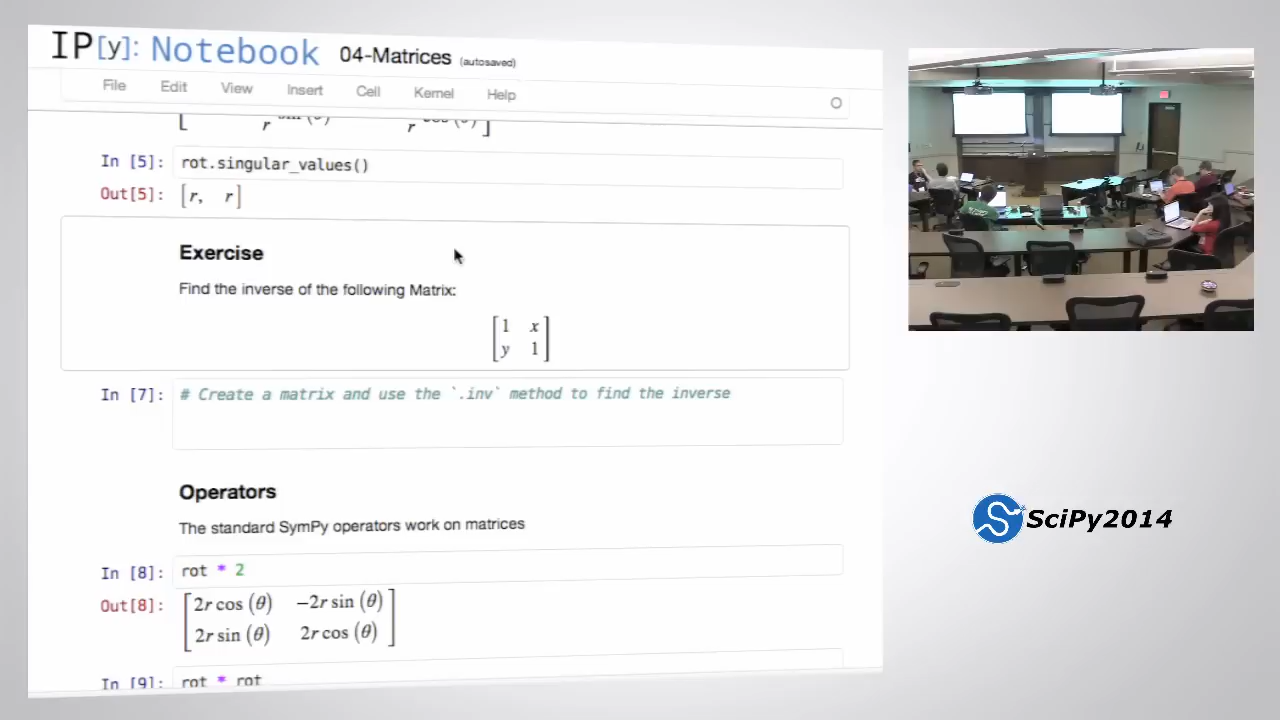 IP[y]: Notebook 04-Matrices (autosaved)
File Edit View Insert Cell Kernel Help
r sin (θ) r cos (θ)
In [5]: rot.singular_values()
Out[5]: [r, r]
Exercise
Find the inverse of the following Matrix:
1 x
y 1
In [7]: # Create a matrix and use the `.inv` method to find the inverse
Operators
The standard SymPy operators work on matrices
In [8]: rot * 2
Out[8]: 2r cos (θ) −2r sin (θ)
2r sin (θ) 2r cos (θ)
In [9]: rot * rot
SciPy2014